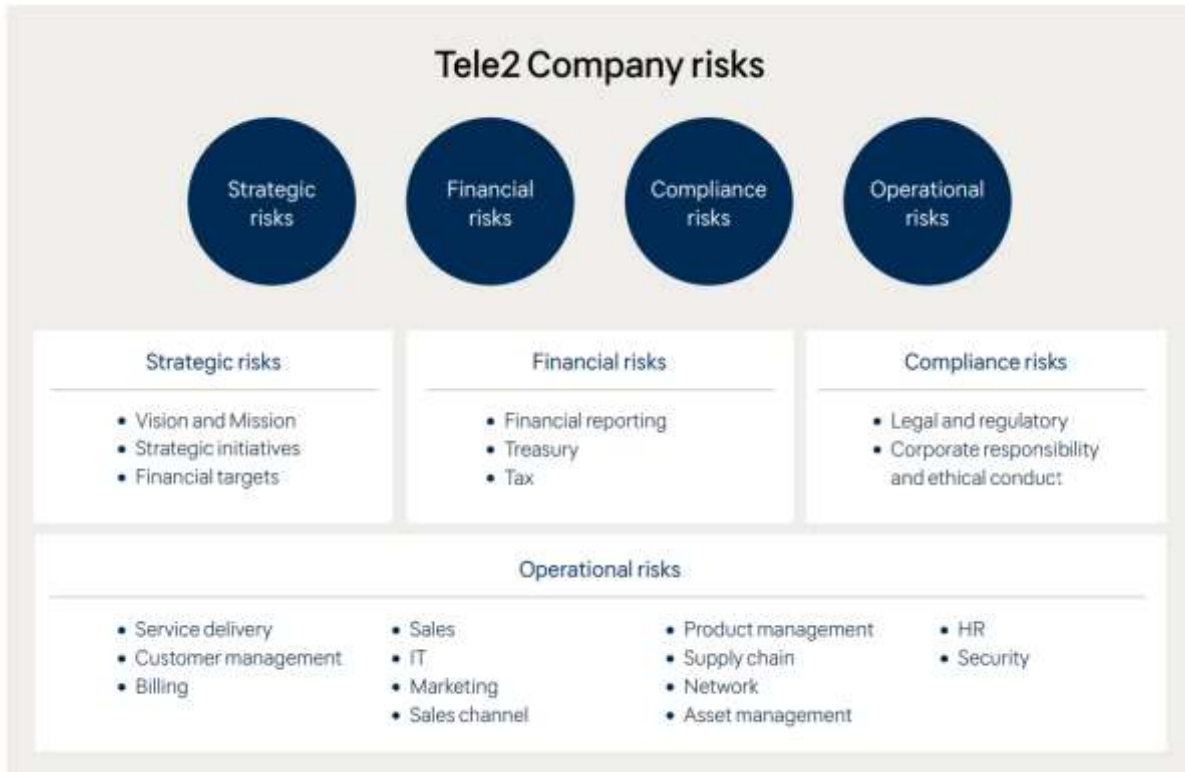 Tele2 Company risks
Strategic
risks
Financial
risks
Compliance
risks
Operational
risks
Strategic risks
• Vision and Mission
• Strategic initiatives
• Financial targets
Financial risks
• Financial reporting
• Treasury
• Tax
Compliance risks
• Legal and regulatory
• Corporate responsibility
and ethical conduct
Operational risks
• Service delivery
• Customer management
• Billing
• Sales
• IT
• Marketing
• Sales channel
• Product management
• Supply chain
• Network
• Asset management
• HR
• Security